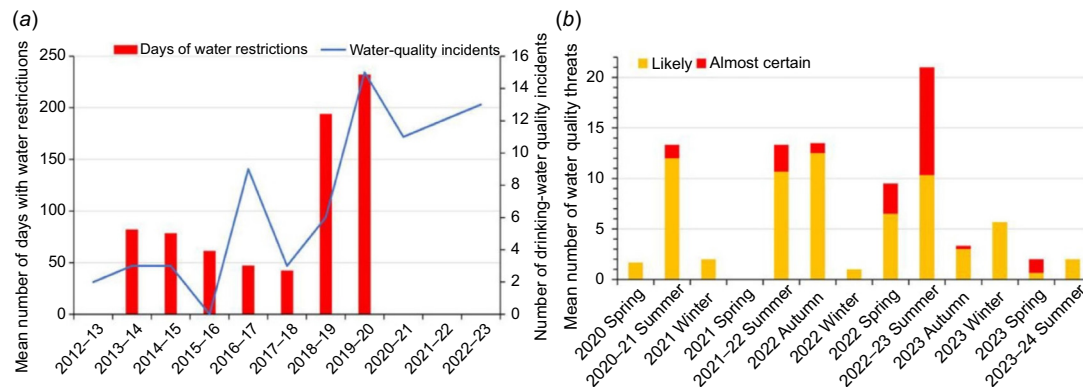 (a)
Days of water restrictions
Water-quality incidents
Mean number of days with water restrictiuons
250
200
150
100
50
0
Number of drinking-water quality incidents
16
14
12
10
8
6
4
2
0
2012–13
2013–14
2014–15
2015–16
2016–17
2017–18
2018–19
2019–20
2020–21
2021–22
2022–23
(b)
Likely
Almost certain
Mean number of water quality threats
20
15
10
5
0
2020 Spring
2020–21 Summer
2021 Winter
2021 Spring
2021–22 Summer
2022 Autumn
2022 Winter
2022 Spring
2022–23 Summer
2023 Autumn
2023 Winter
2023 Spring
2023–24 Summer